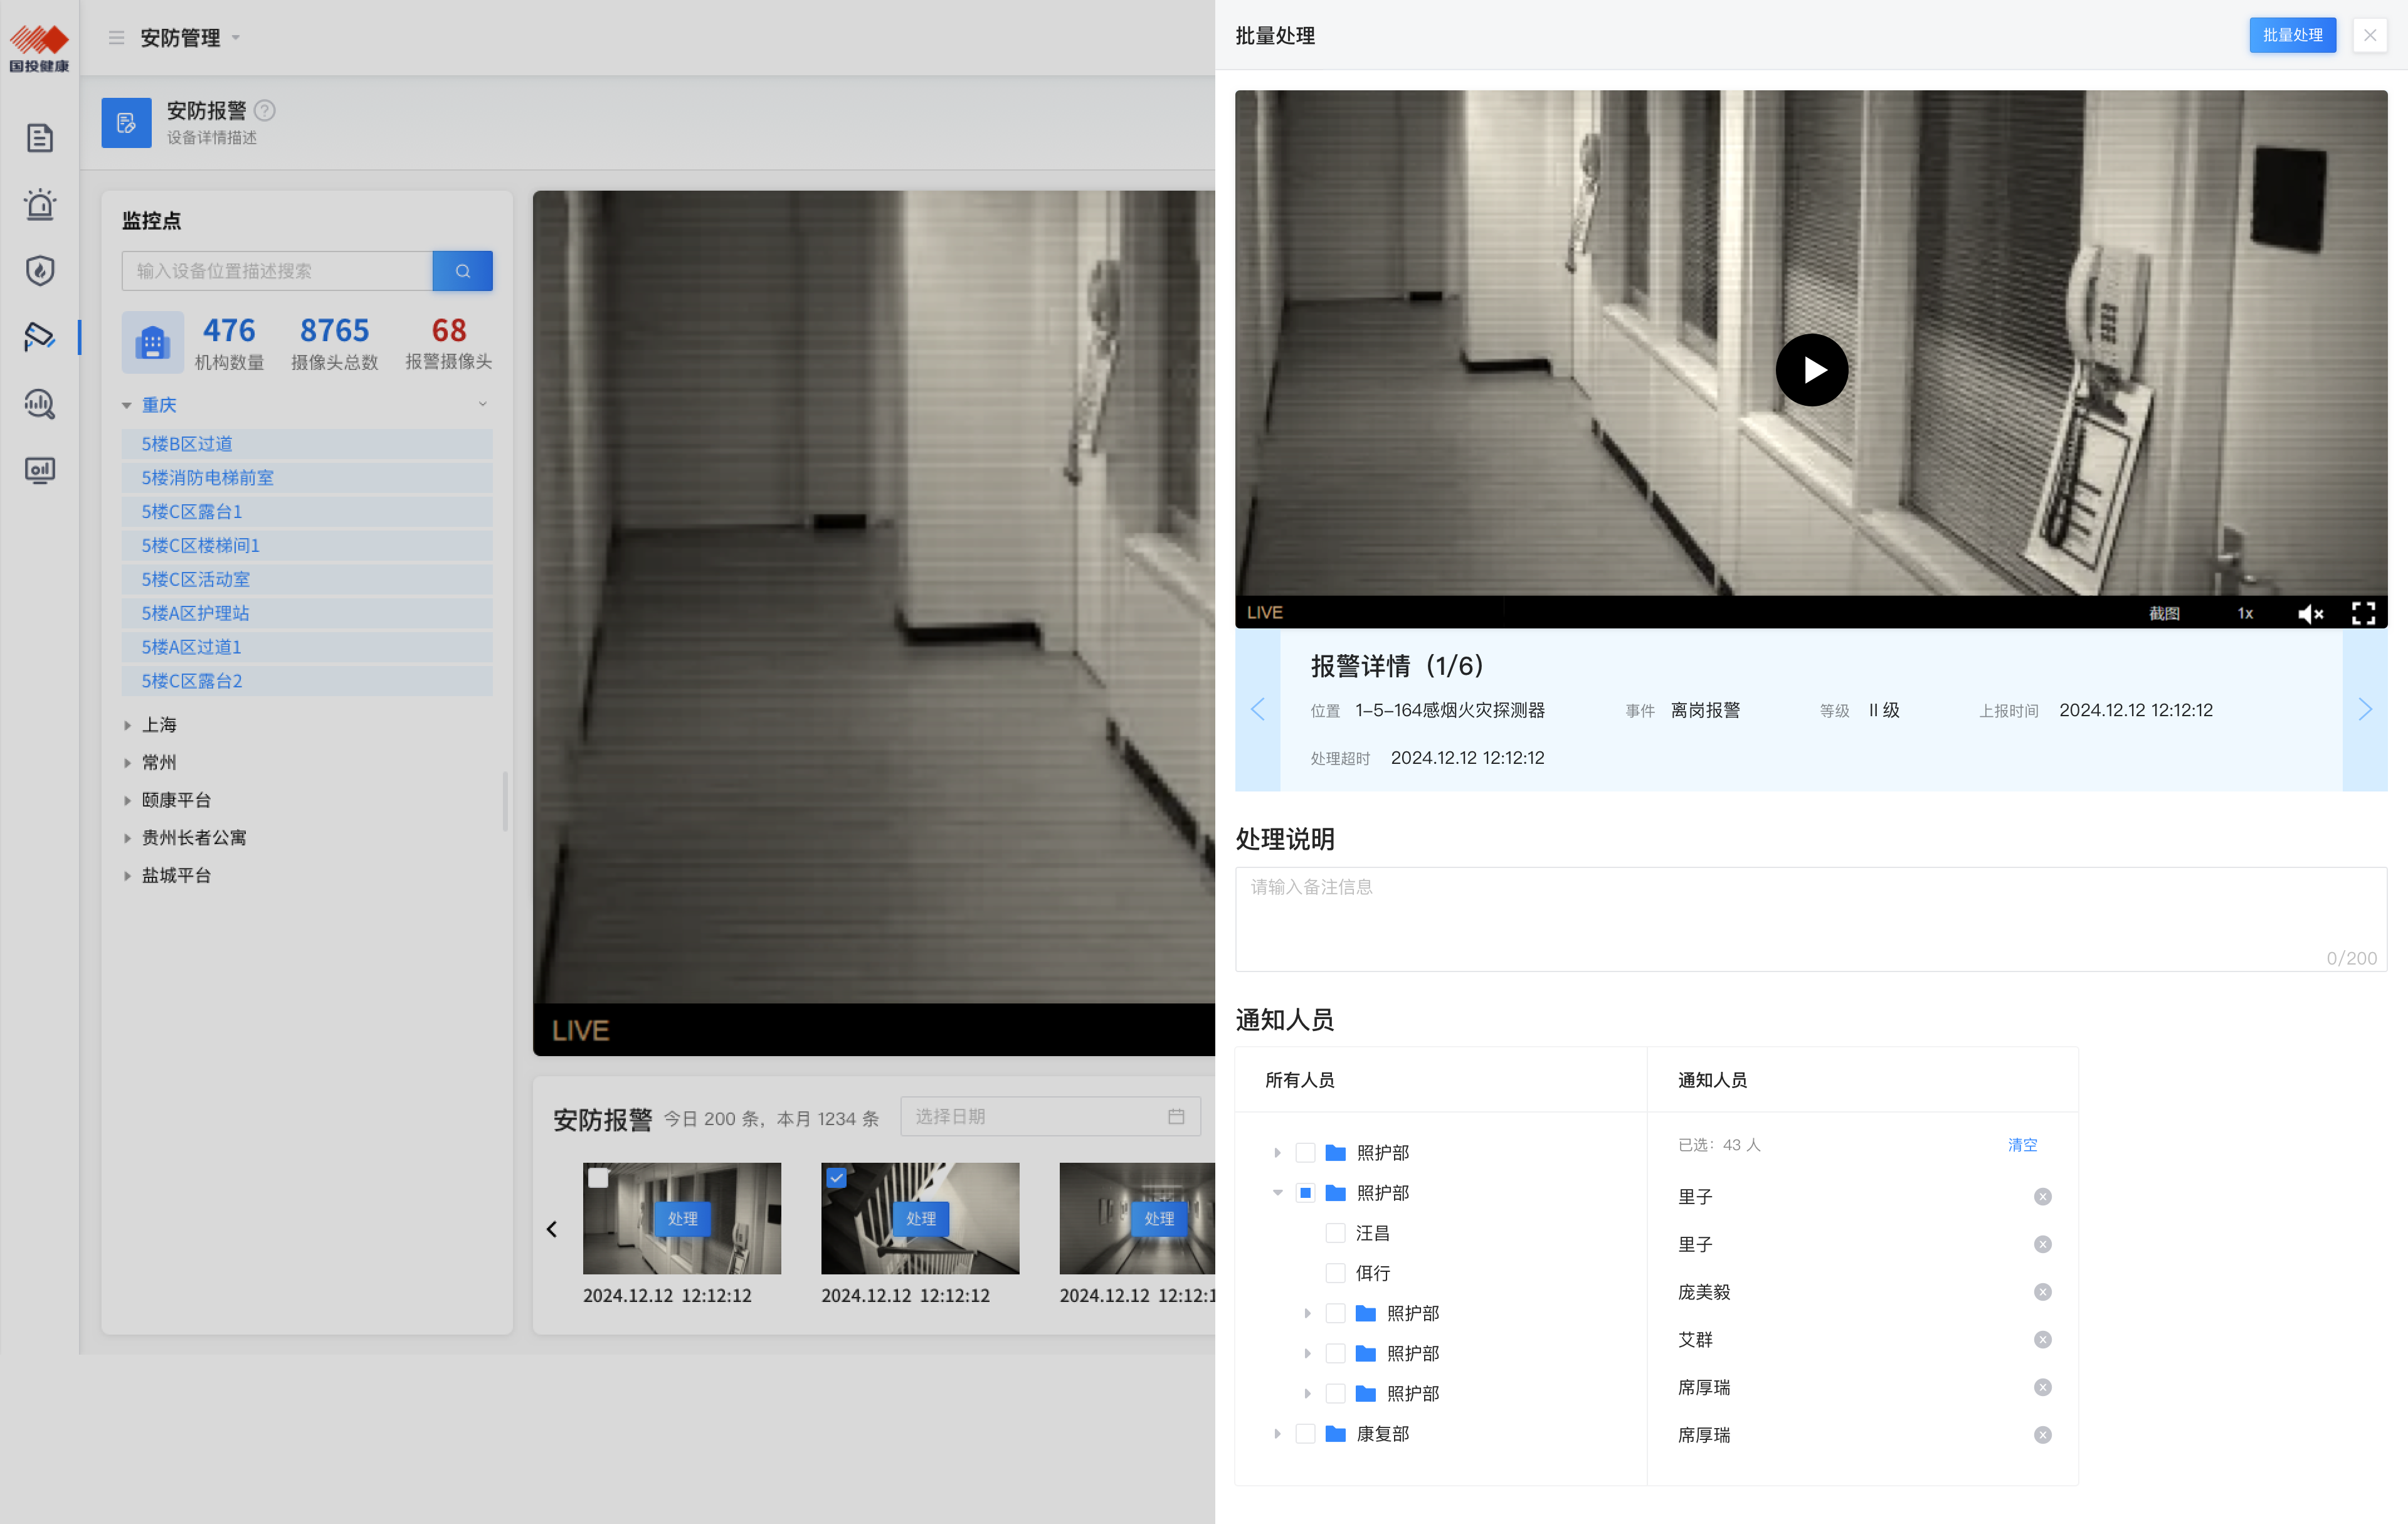 国投健康
安防管理
安防报警
设备详情描述
监控点
输入设备位置描述搜索
476 8765 68
机构数量 摄像头总数 报警摄像头
重庆
5楼B区过道
5楼消防电梯前室
5楼C区露台1
5楼C区楼梯间1
5楼C区活动室
5楼A区护理站
5楼A区过道1
5楼C区露台2
上海
常州
颐康平台
贵州长者公寓
盐城平台
LIVE
安防报警 今日 200 条，本月 1234 条 选择日期
处理 处理 处理
2024.12.12 12:12:12 2024.12.12 12:12:12 2024.12.12 12:12:1
批量处理 批量处理
LIVE 截图 1x
报警详情（1/6）
位置 1-5-164感烟火灾探测器 事件 离岗报警 等级 II 级 上报时间 2024.12.12 12:12:12
处理超时 2024.12.12 12:12:12
处理说明
请输入备注信息
0/200
通知人员
所有人员
照护部
照护部
汪昌
佴行
照护部
照护部
照护部
康复部
通知人员
已选：43 人 清空
里子
里子
庞美毅
艾群
席厚瑞
席厚瑞